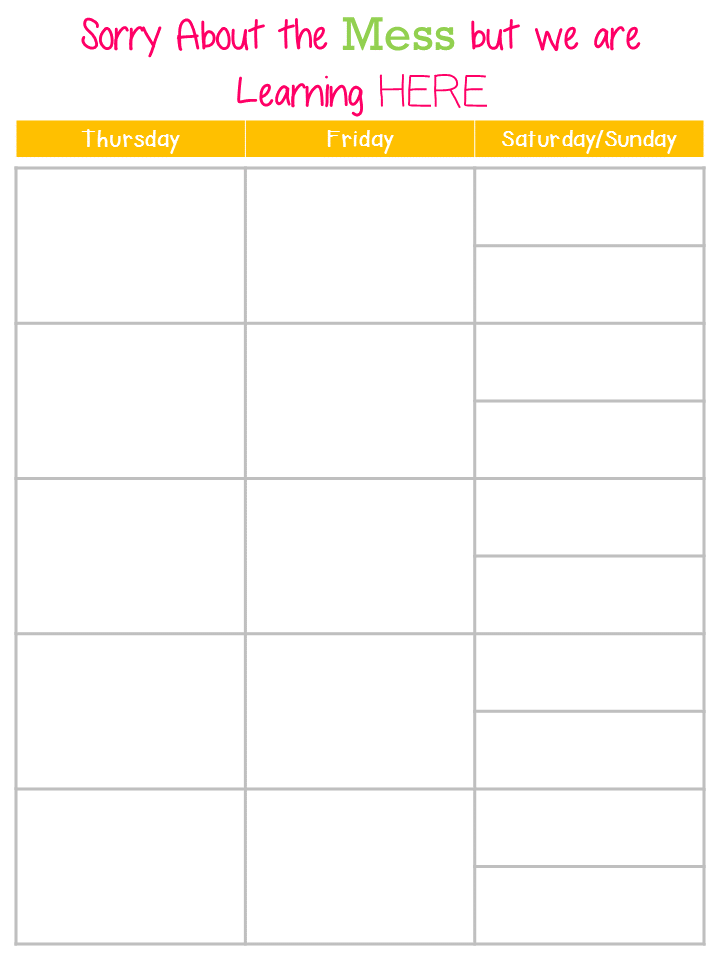 Sorry About the Mess but we are
Learning HERE
Thursday Friday Saturday/Sunday